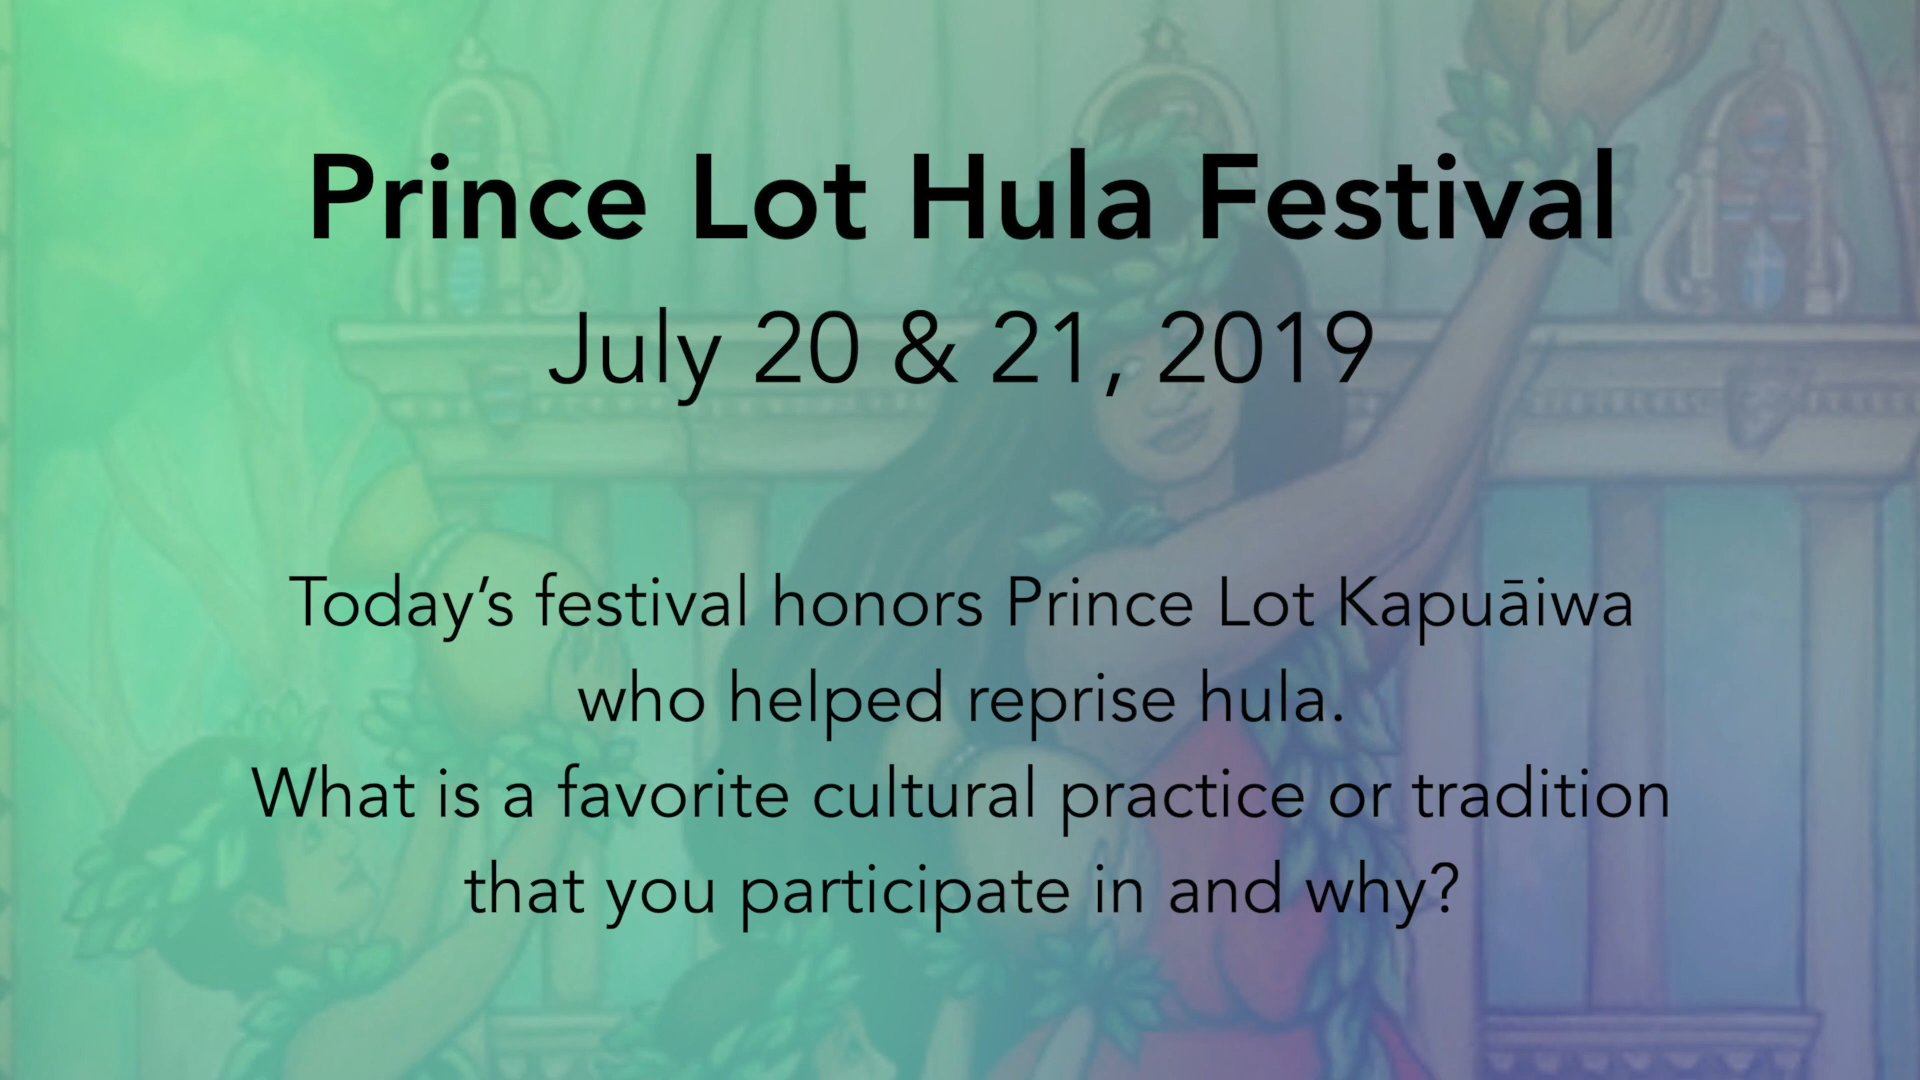 Prince Lot Hula Festival
July 20 & 21, 2019
Today’s festival honors Prince Lot Kapuāiwa
who helped reprise hula.
What is a favorite cultural practice or tradition
that you participate in and why?